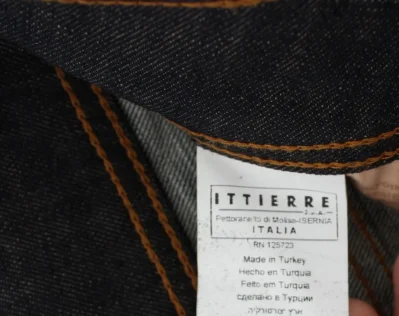 ITTIERRE
S.p.A.
Pettoranello di Molise-ISERNIA
ITALIA
RN 125723
Made in Turkey
Hecho en Turquia
Feito em Turquia
сделано в Турции